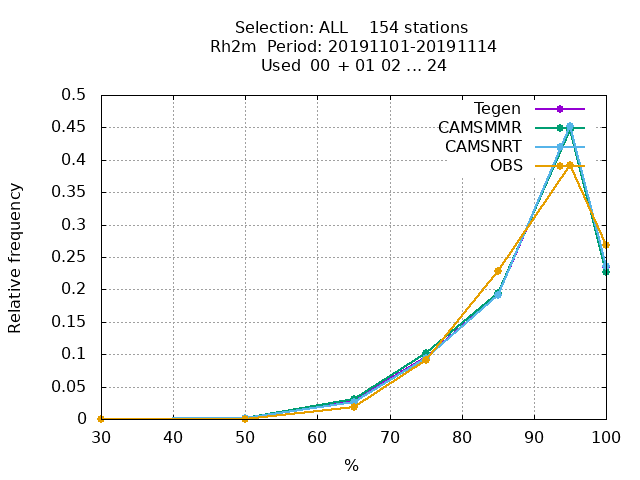 Selection: ALL    154 stations
Rh2m  Period: 20191101-20191114
Used  00 + 01 02 ... 24
Tegen
CAMSMMR
CAMSNRT
OBS
Relative frequency
0.5
0.45
0.4
0.35
0.3
0.25
0.2
0.15
0.1
0.05
0
30 40 50 60 70 80 90 100
%